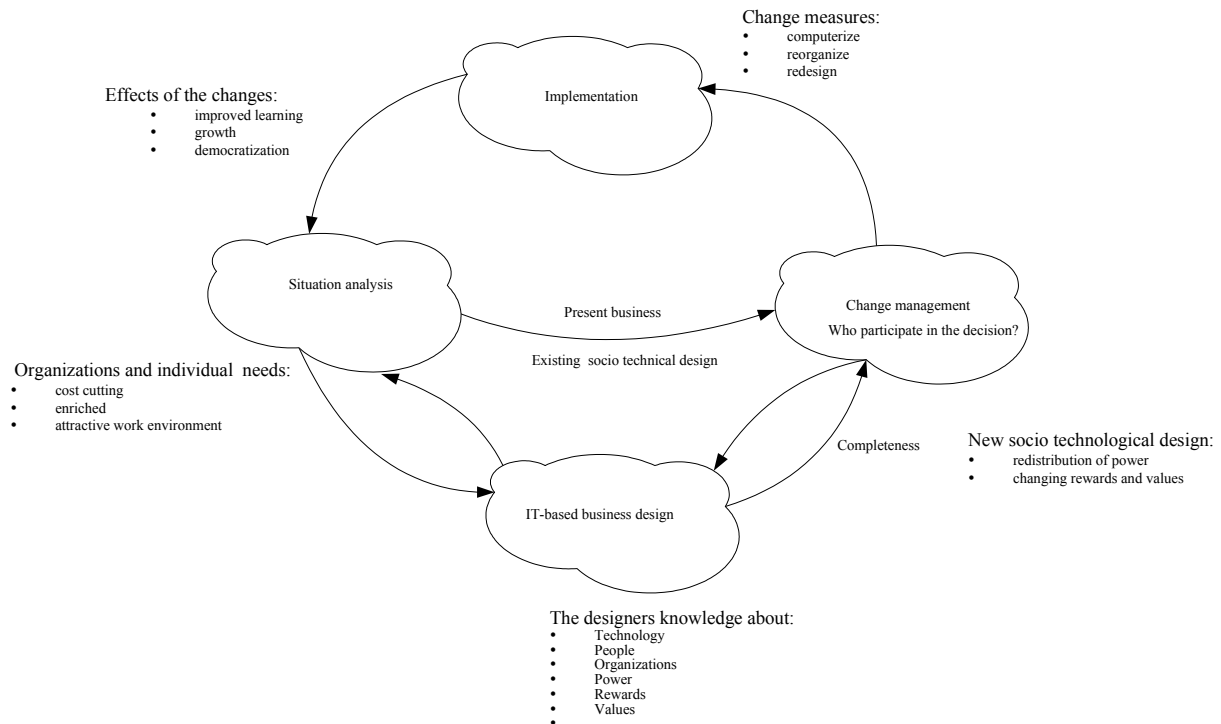 Change measures:
• computerize
• reorganize
• redesign
Implementation
Effects of the changes:
• improved learning
• growth
• democratization
Situation analysis
Present business
Existing socio technical design
Change management
Who participate in the decision?
Organizations and individual needs:
• cost cutting
• enriched
• attractive work environment
Completeness
New socio technological design:
• redistribution of power
• changing rewards and values
IT-based business design
The designers knowledge about:
• Technology
• People
• Organizations
• Power
• Rewards
• Values
•